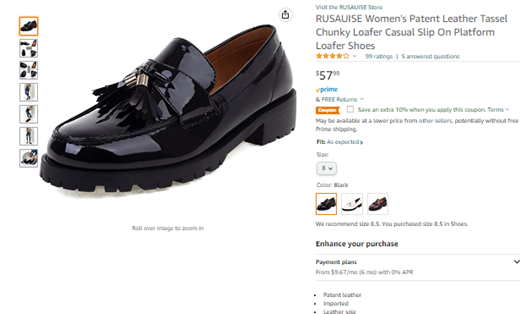 Visit the RUSAUISE Store
RUSAUISE Women's Patent Leather Tassel
Chunky Loafer Casual Slip On Platform
Loafer Shoes
99 ratings | 5 answered questions
$57.99
prime
& FREE Returns
Coupon Save an extra 10% when you apply this coupon. Terms
May be available at a lower price from other sellers, potentially without free
Prime shipping.
Fit: As expected
Size:
8
Color: Black
We recommend size 8.5. You purchased size 8.5 in Shoes.
Roll over image to zoom in
Enhance your purchase
Payment plans
From $9.67/mo (6 mo) with 0% APR
Patent leather
Imported
Leather sole